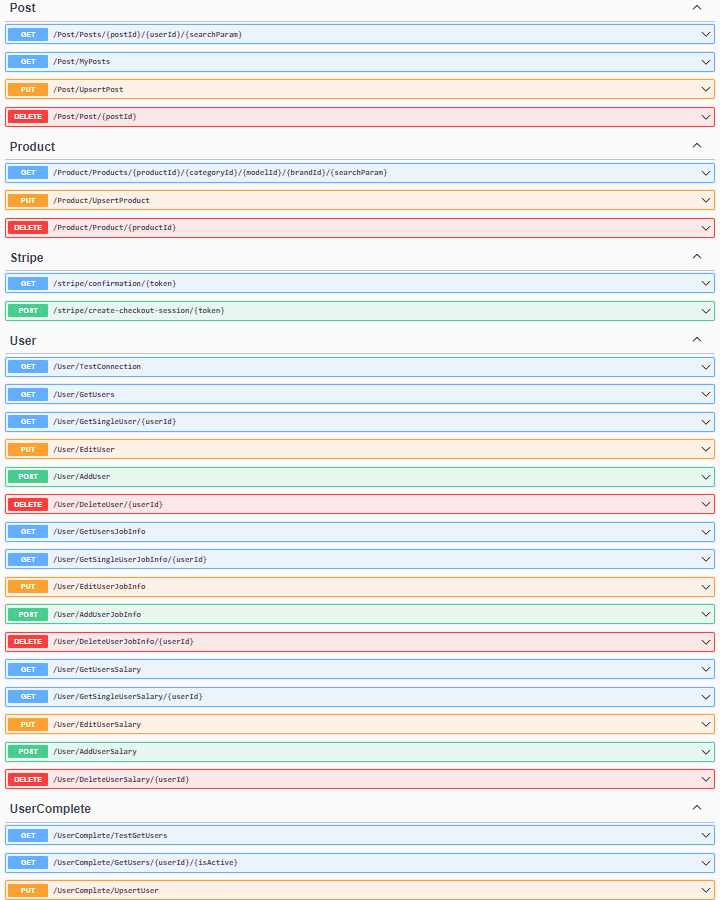 Post
GET /Post/Posts/{postId}/{userId}/{searchParam}
GET /Post/MyPosts
PUT /Post/UpsertPost
DELETE /Post/Post/{postId}
Product
GET /Product/Products/{productId}/{categoryId}/{modelId}/{brandId}/{searchParam}
PUT /Product/UpsertProduct
DELETE /Product/Product/{productId}
Stripe
GET /stripe/confirmation/{token}
POST /stripe/create-checkout-session/{token}
User
GET /User/TestConnection
GET /User/GetUsers
GET /User/GetSingleUser/{userId}
PUT /User/EditUser
POST /User/AddUser
DELETE /User/DeleteUser/{userId}
GET /User/GetUsersJobInfo
GET /User/GetSingleUserJobInfo/{userId}
PUT /User/EditUserJobInfo
POST /User/AddUserJobInfo
DELETE /User/DeleteUserJobInfo/{userId}
GET /User/GetUsersSalary
GET /User/GetSingleUserSalary/{userId}
PUT /User/EditUserSalary
POST /User/AddUserSalary
DELETE /User/DeleteUserSalary/{userId}
UserComplete
GET /UserComplete/TestGetUsers
GET /UserComplete/GetUsers/{userId}/{isActive}
PUT /UserComplete/UpsertUser